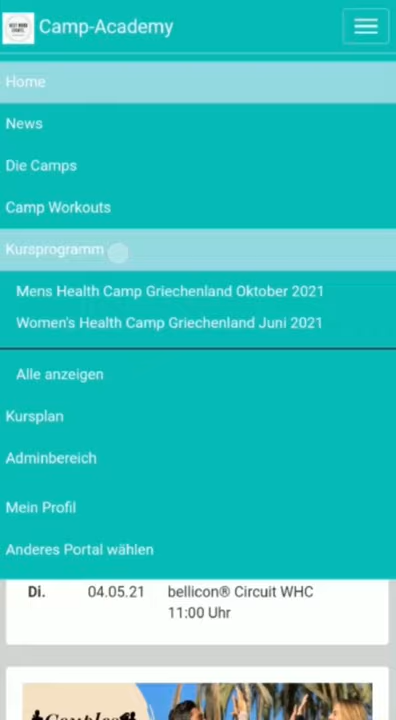 Camp-Academy
Home
News
Die Camps
Camp Workouts
Kursprogramm
Mens Health Camp Griechenland Oktober 2021
Women's Health Camp Griechenland Juni 2021
Alle anzeigen
Kursplan
Adminbereich
Mein Profil
Anderes Portal wählen
Di. 04.05.21 bellicon® Circuit WHC
11:00 Uhr